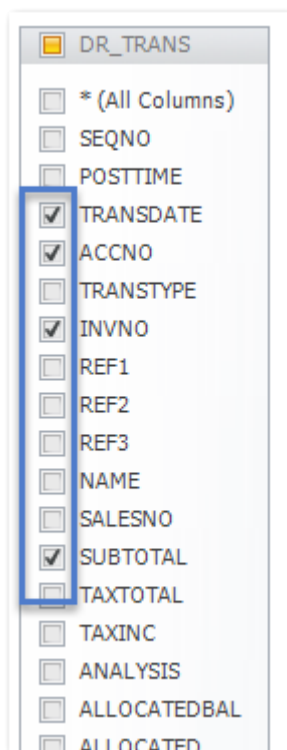 DR_TRANS
* (All Columns)
SEQNO
POSTTIME
TRANSDATE
ACCNO
TRANSTYPE
INVNO
REF1
REF2
REF3
NAME
SALESNO
SUBTOTAL
TAXTOTAL
TAXINC
ANALYSIS
ALLOCATEDBAL
ALLOCATED